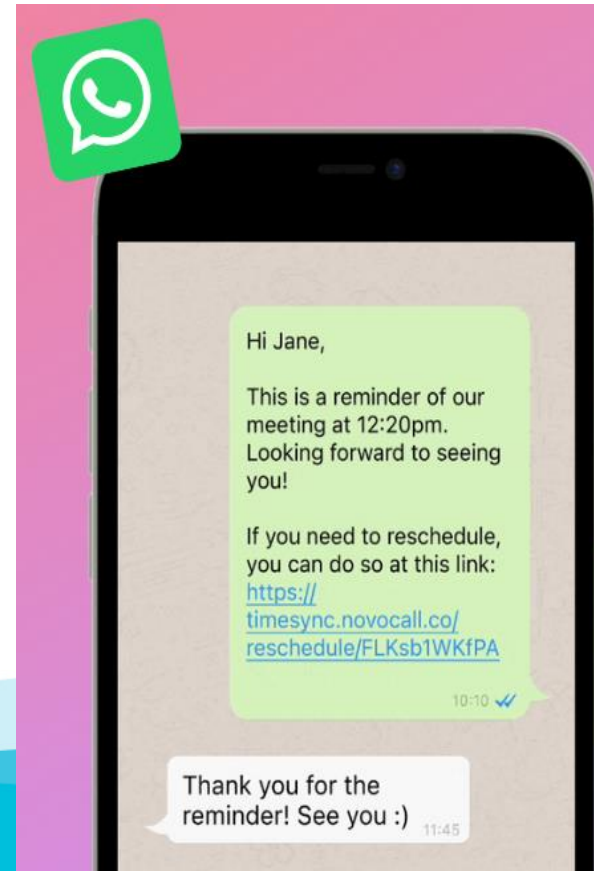 Hi Jane,
This is a reminder of our
meeting at 12:20pm.
Looking forward to seeing
you!
If you need to reschedule,
you can do so at this link:
https://
timesync.novocall.co/
reschedule/FLKsb1WKfPA
10:10
Thank you for the
reminder! See you :)
11:45